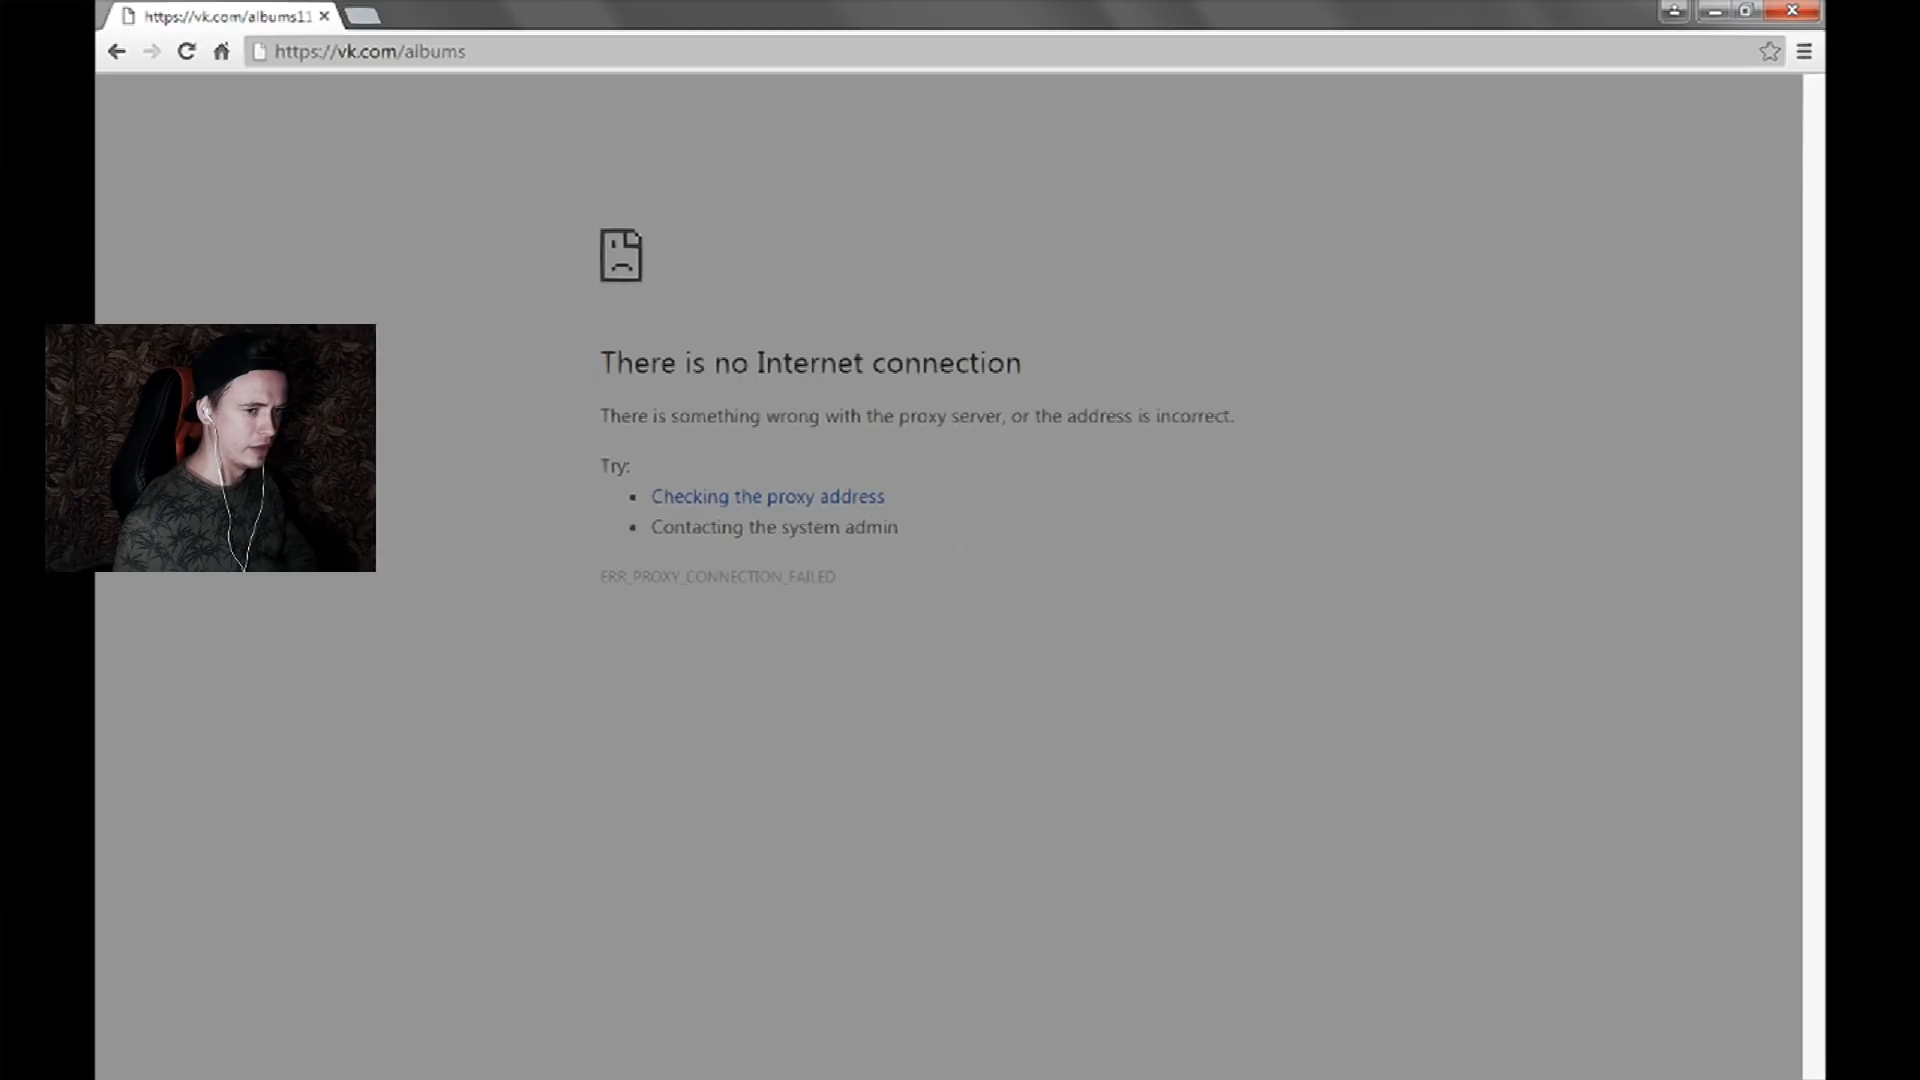 https://vk.com/albums11
https://vk.com/albums
There is no Internet connection
There is something wrong with the proxy server, or the address is incorrect.
Try:
Checking the proxy address
Contacting the system admin
ERR_PROXY_CONNECTION_FAILED